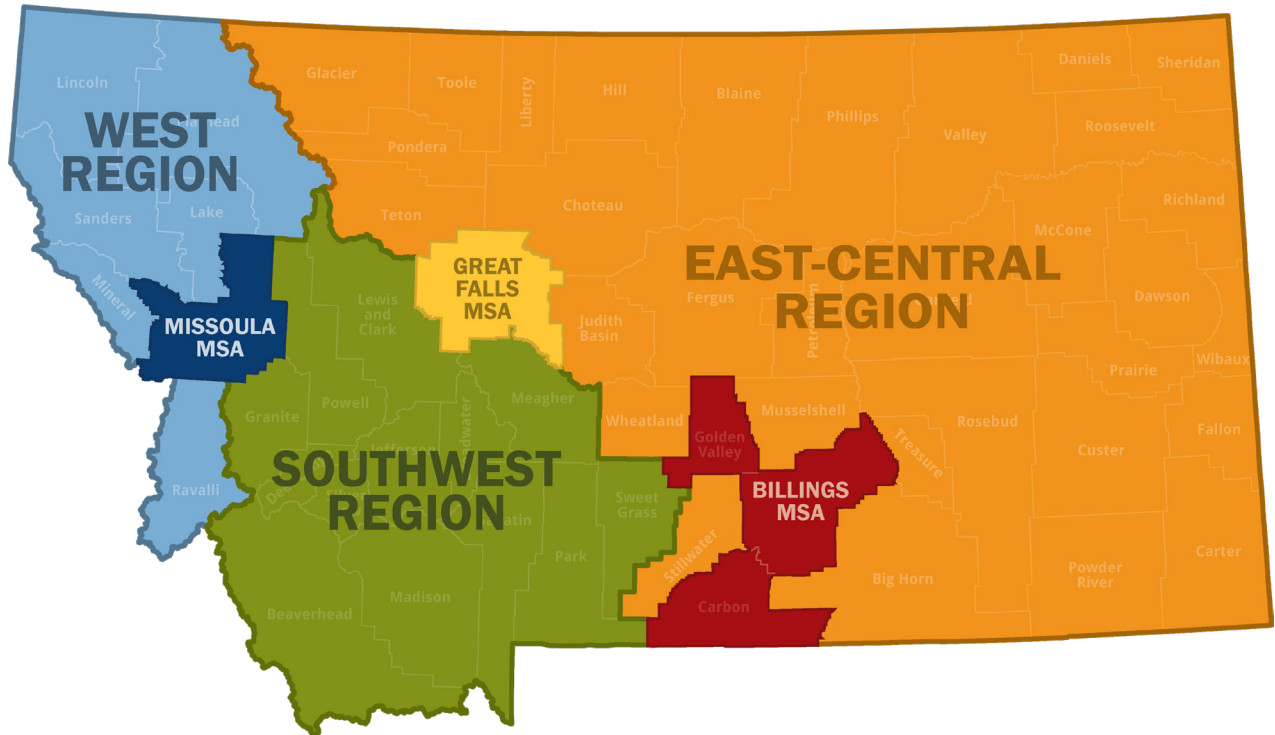 Lincoln
Glacier
Toole
Liberty
Hill
Blaine
Daniels
Sheridan
Phillips
Valley
Roosevelt
WEST
REGION
Pondera
Sanders
Lake
Teton
Choteau
Richland
McCone
EAST-CENTRAL
REGION
GREAT
FALLS
MSA
Mineral
Lewis
and
Clark
Judith
Basin
Fergus
Petroleum
Dawson
MISSOULA
MSA
Wibaux
Prairie
Granite
Powell
Meagher
Wheatland
Golden
Valley
Musselshell
Treasure
Rosebud
Custer
Fallon
SOUTHWEST
REGION
BILLINGS
MSA
Ravalli
Sweet
Grass
Park
Stillwater
Big Horn
Powder
River
Carter
Beaverhead
Madison
Carbon